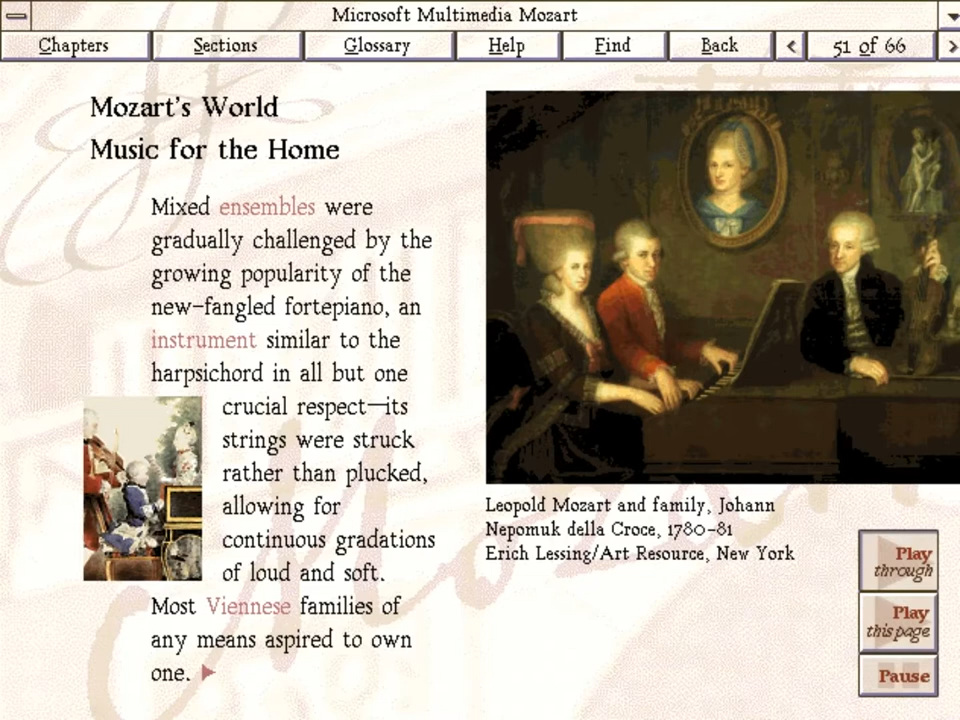 Microsoft Multimedia Mozart
Chapters Sections Glossary Help Find Back < 51 of 66 >
Mozart's World
Music for the Home
Mixed ensembles were
gradually challenged by the
growing popularity of the
new-fangled fortepiano, an
instrument similar to the
harpsichord in all but one
crucial respect—its
strings were struck
rather than plucked,
allowing for
continuous gradations
of loud and soft.
Most Viennese families of
any means aspired to own
one.
Leopold Mozart and family, Johann
Nepomuk della Croce, 1780-81
Erich Lessing/Art Resource, New York
Play
through
Play
this page
Pause